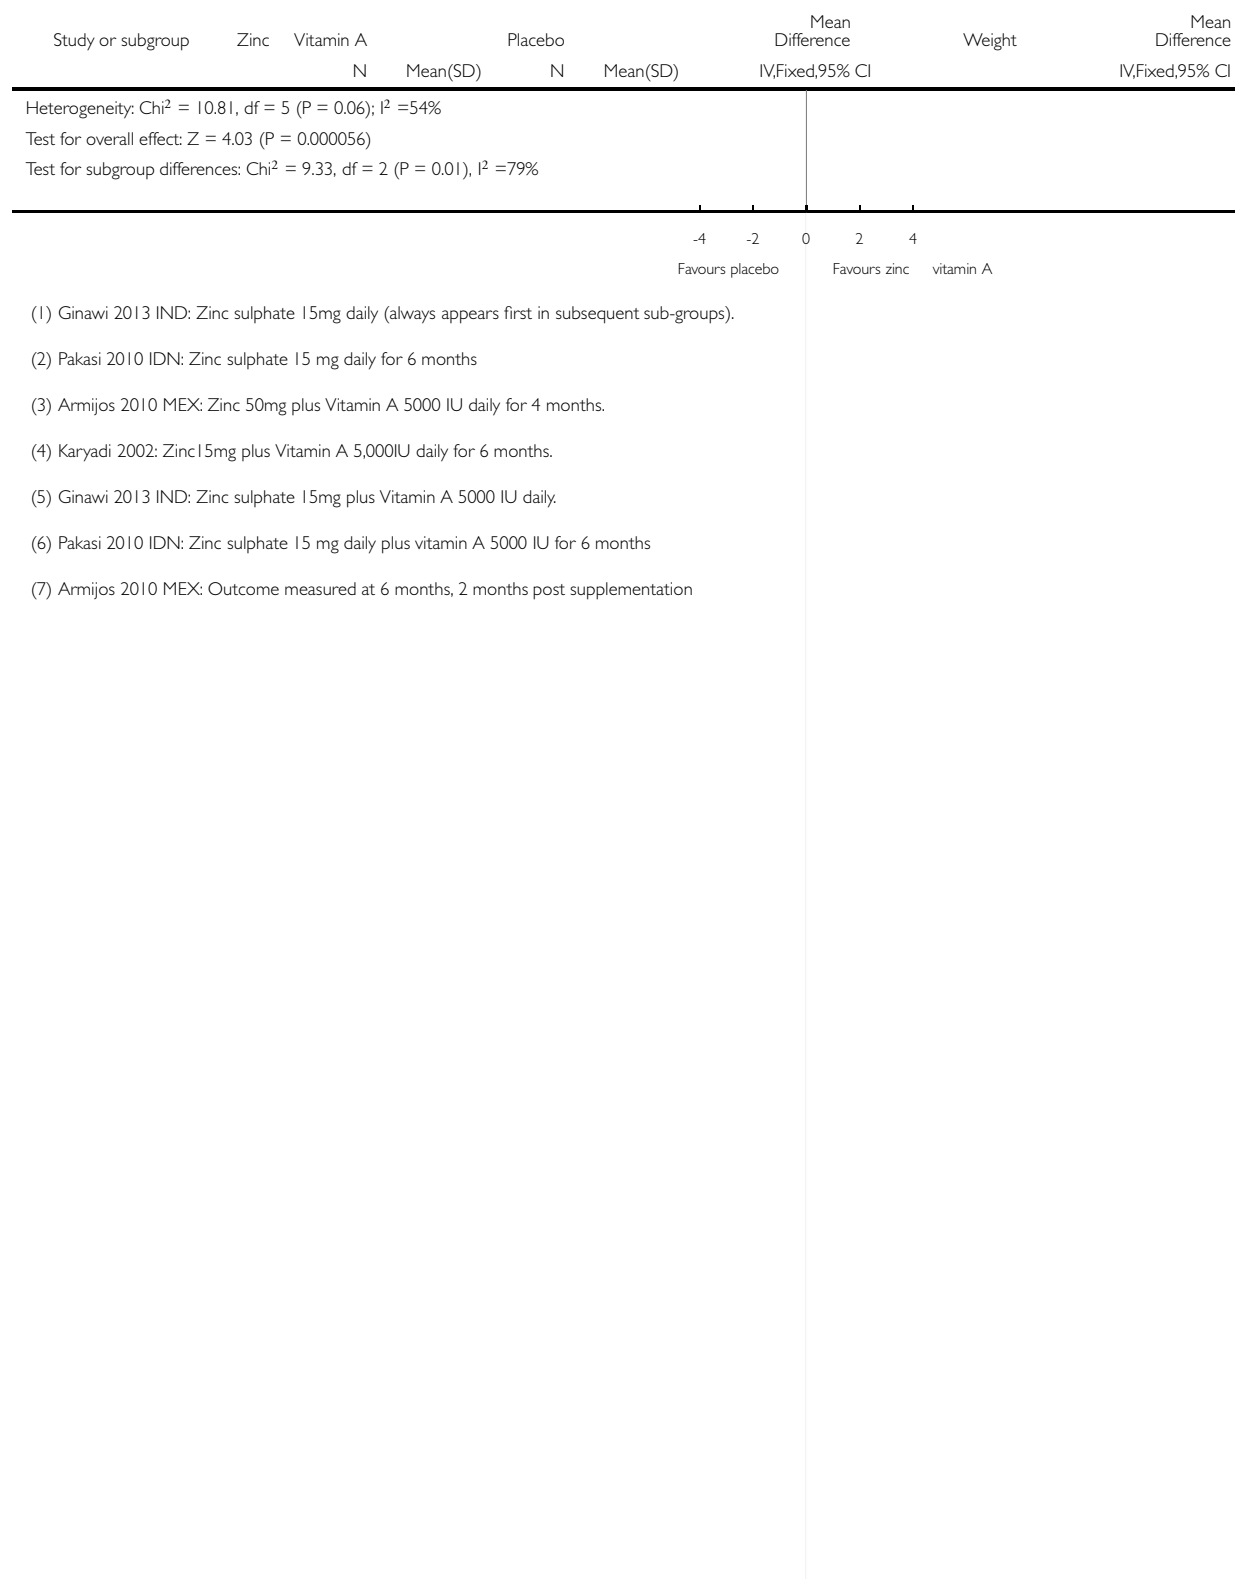 Mean Mean
Study or subgroup Zinc Vitamin A Placebo Difference Weight Difference
N Mean(SD) N Mean(SD) IV,Fixed,95% CI IV,Fixed,95% CI
Heterogeneity: Chi² = 10.81, df = 5 (P = 0.06); I² =54%
Test for overall effect: Z = 4.03 (P = 0.000056)
Test for subgroup differences: Chi² = 9.33, df = 2 (P = 0.01), I² =79%
-4 -2 0 2 4
Favours placebo Favours zinc vitamin A
(1) Ginawi 2013 IND: Zinc sulphate 15mg daily (always appears first in subsequent sub-groups).
(2) Pakasi 2010 IDN: Zinc sulphate 15 mg daily for 6 months
(3) Armijos 2010 MEX: Zinc 50mg plus Vitamin A 5000 IU daily for 4 months.
(4) Karyadi 2002: Zinc15mg plus Vitamin A 5,000IU daily for 6 months.
(5) Ginawi 2013 IND: Zinc sulphate 15mg plus Vitamin A 5000 IU daily.
(6) Pakasi 2010 IDN: Zinc sulphate 15 mg daily plus vitamin A 5000 IU for 6 months
(7) Armijos 2010 MEX: Outcome measured at 6 months, 2 months post supplementation